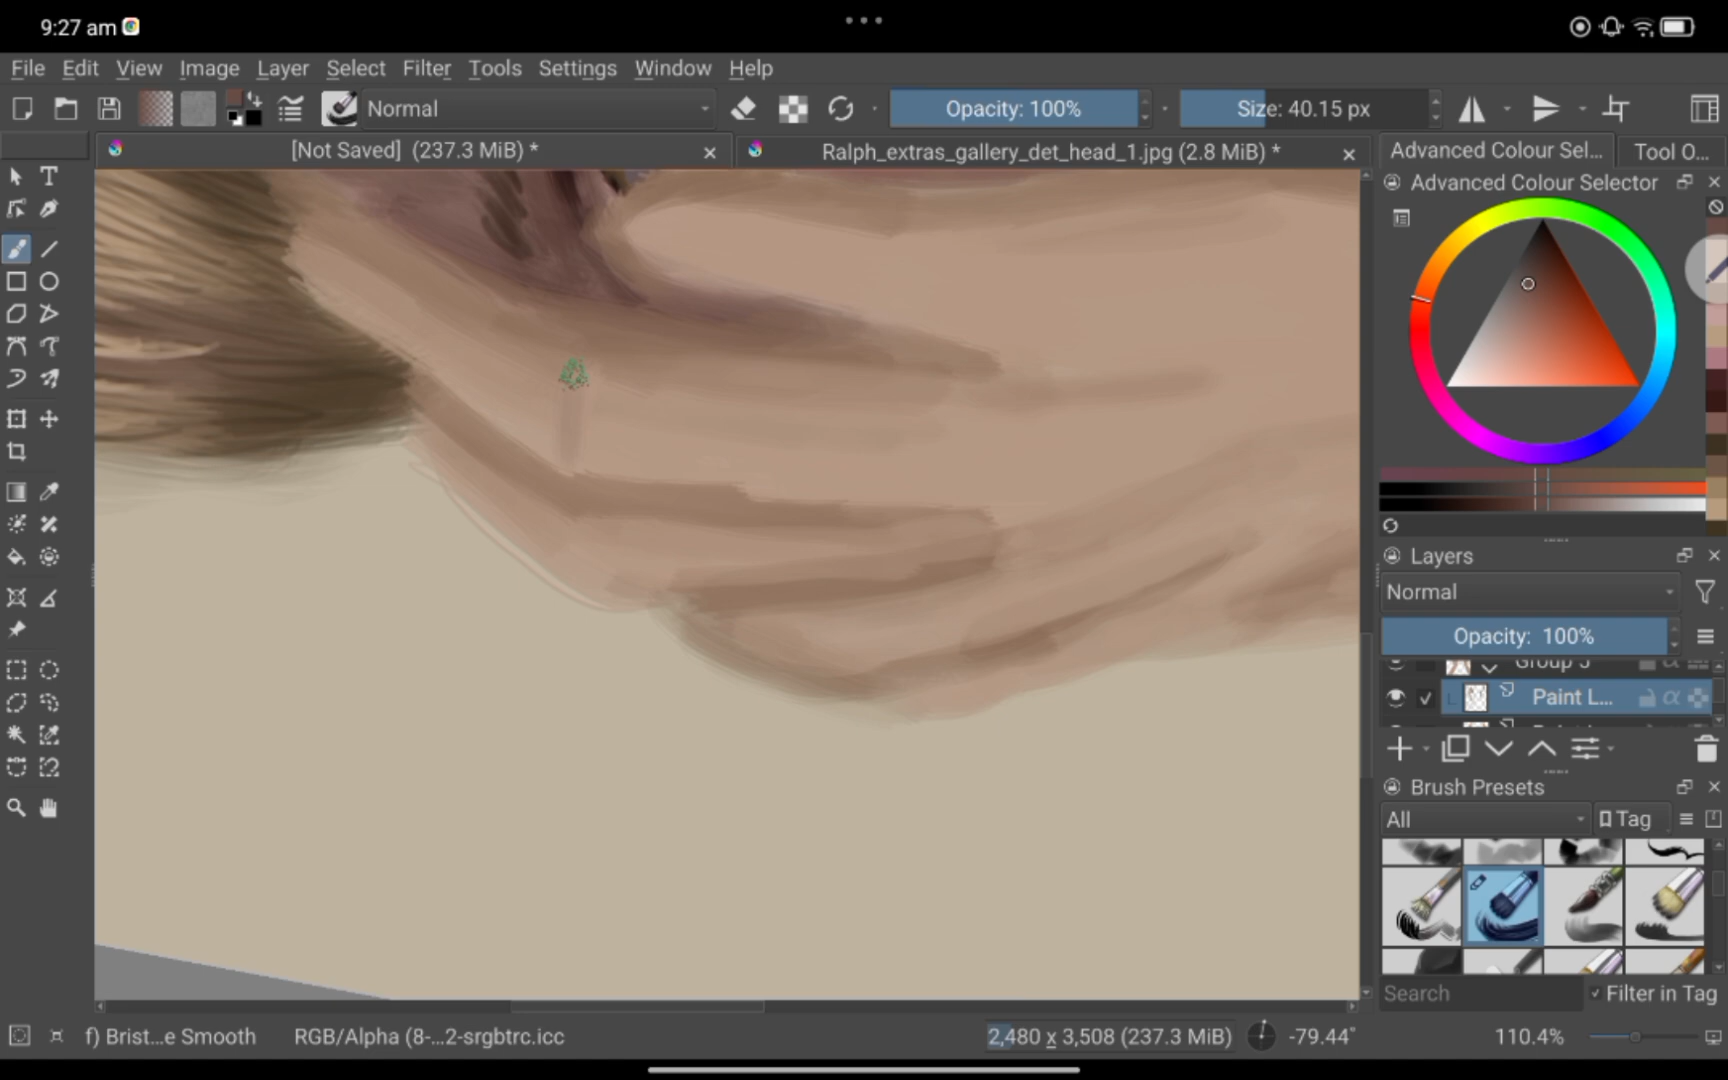 9:27 am
File Edit View Image Layer Select Filter Tools Settings Window Help
Normal Opacity: 100% Size: 40.15 px
[Not Saved] (237.3 MiB) * Ralph_extras_gallery_det_head_1.jpg (2.8 MiB) * Advanced Colour Sel... Tool O...
Advanced Colour Selector
Layers
Normal
Opacity: 100%
Group 5
Paint L...
Brush Presets
All Tag
Search Filter in Tag
f) Brist...e Smooth RGB/Alpha (8-...2-srgbtrc.icc 2,480 x 3,508 (237.3 MiB) -79.44° 110.4%